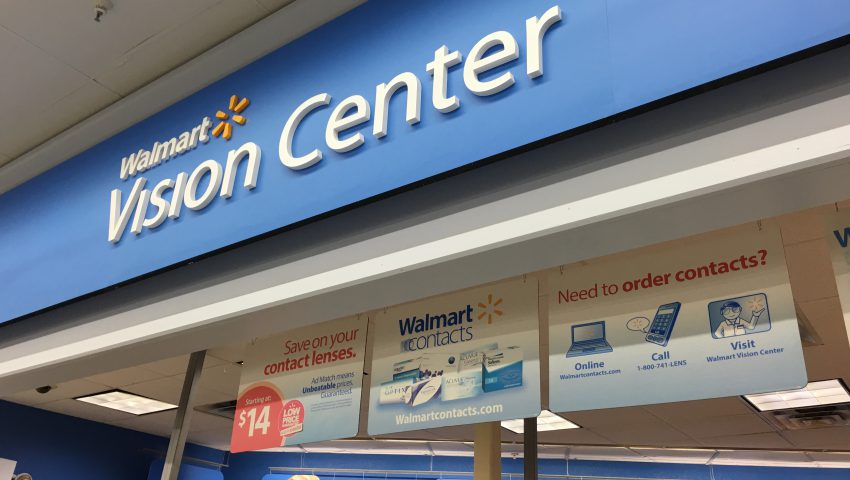 Walmart
Vision Center
Save on your
contact lenses.
Ad Match means
Unbeatable prices.
Guaranteed.
Starting at:
$14
LOW
PRICE
Walmart
contacts
ACUVUE
Walmartcontacts.com
Need to order contacts?
Online
Walmartcontacts.com
Call
1-800-741-LENS
Visit
Walmart Vision Center
W